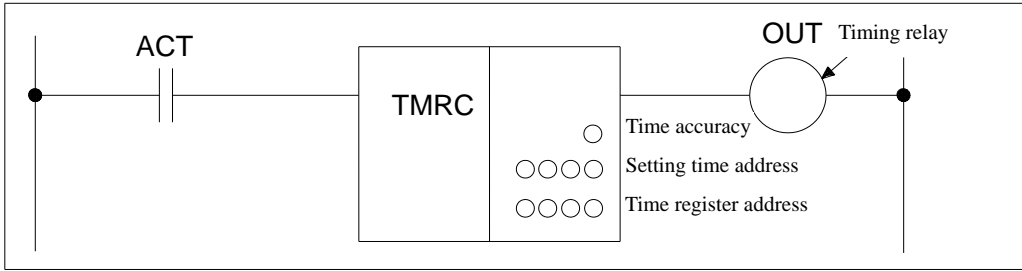 ACT
OUT
Timing relay
TMRC
Time accuracy
Setting time address
Time register address